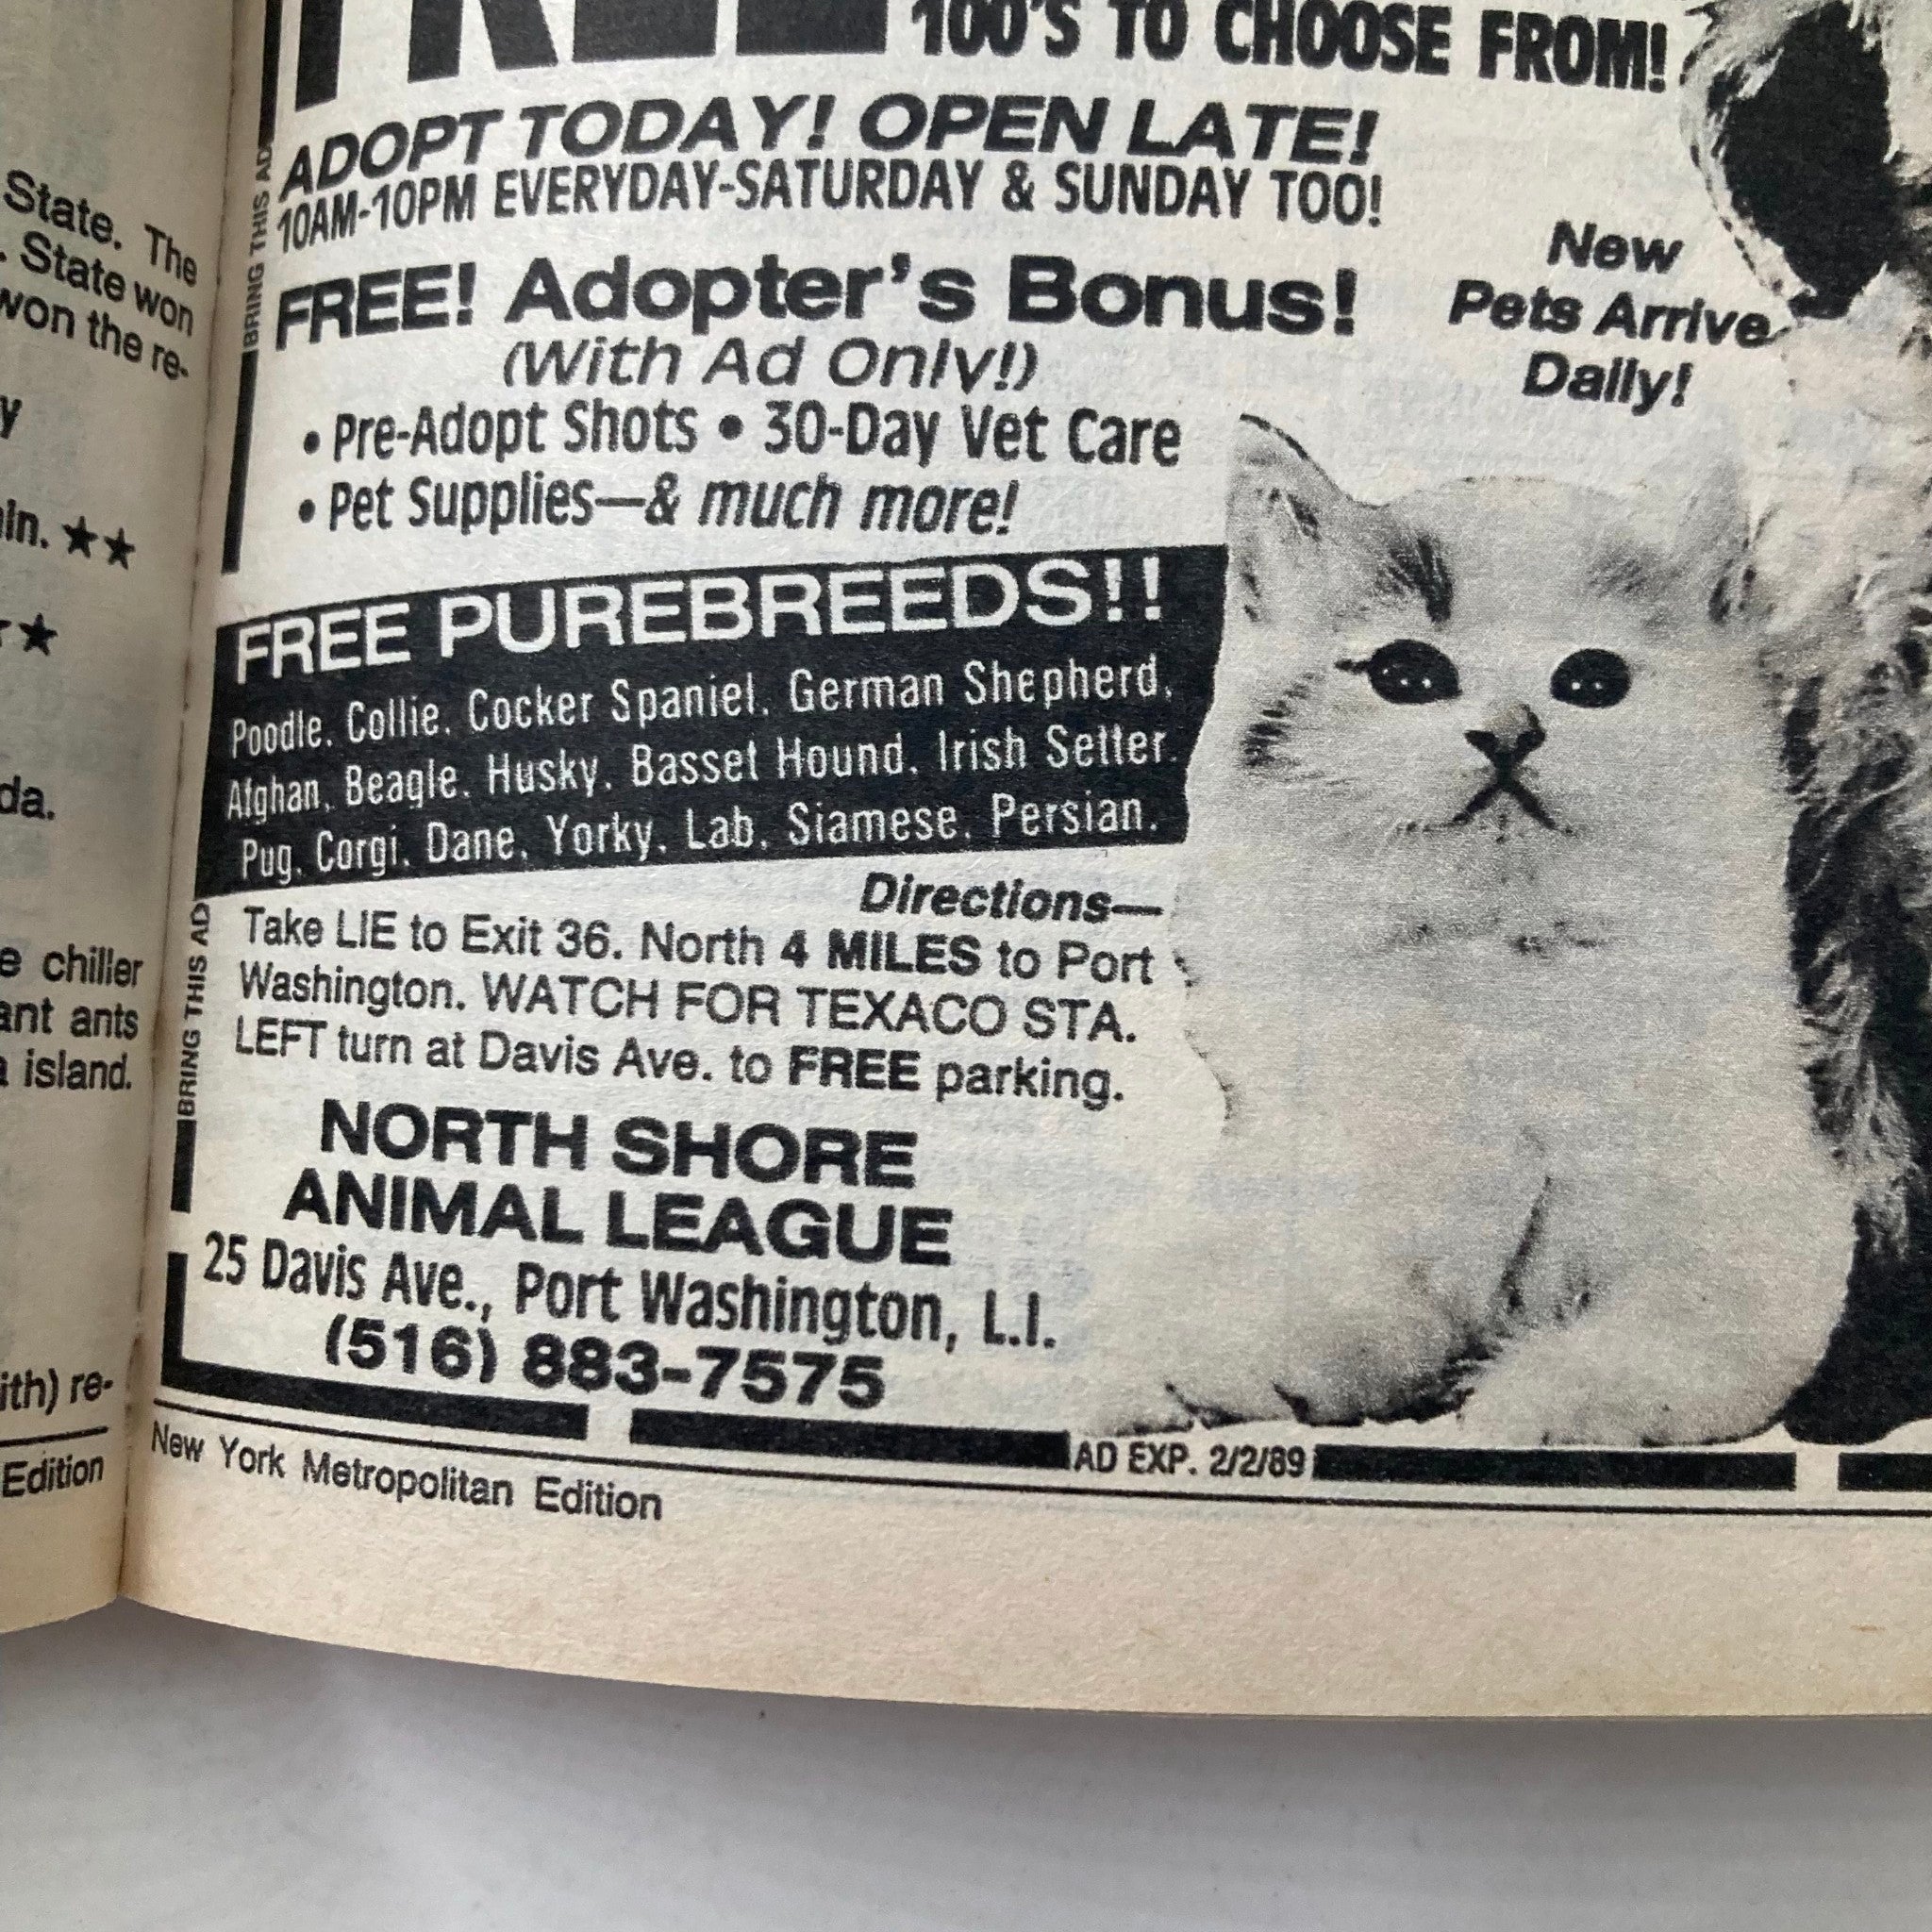 State. The
. State won
won the re-
y
in. ★★
★★
da.
e chiller
ant ants
a island.
ith) re-
Edition
100'S TO CHOOSE FROM!
ADOPT TODAY! OPEN LATE!
10AM-10PM EVERYDAY-SATURDAY & SUNDAY TOO!
BRING THIS AD
FREE! Adopter's Bonus!
(With Ad Only!)
• Pre-Adopt Shots • 30-Day Vet Care
• Pet Supplies—& much more!
New
Pets Arrive
Daily!
FREE PUREBREEDS!!
Poodle, Collie, Cocker Spaniel, German Shepherd,
Afghan, Beagle, Husky, Basset Hound, Irish Setter,
Pug, Corgi, Dane, Yorky, Lab, Siamese, Persian.
Directions—
Take LIE to Exit 36. North 4 MILES to Port
Washington. WATCH FOR TEXACO STA.
LEFT turn at Davis Ave. to FREE parking.
BRING THIS AD
NORTH SHORE
ANIMAL LEAGUE
25 Davis Ave., Port Washington, L.I.
(516) 883-7575
AD EXP. 2/2/89
New York Metropolitan Edition